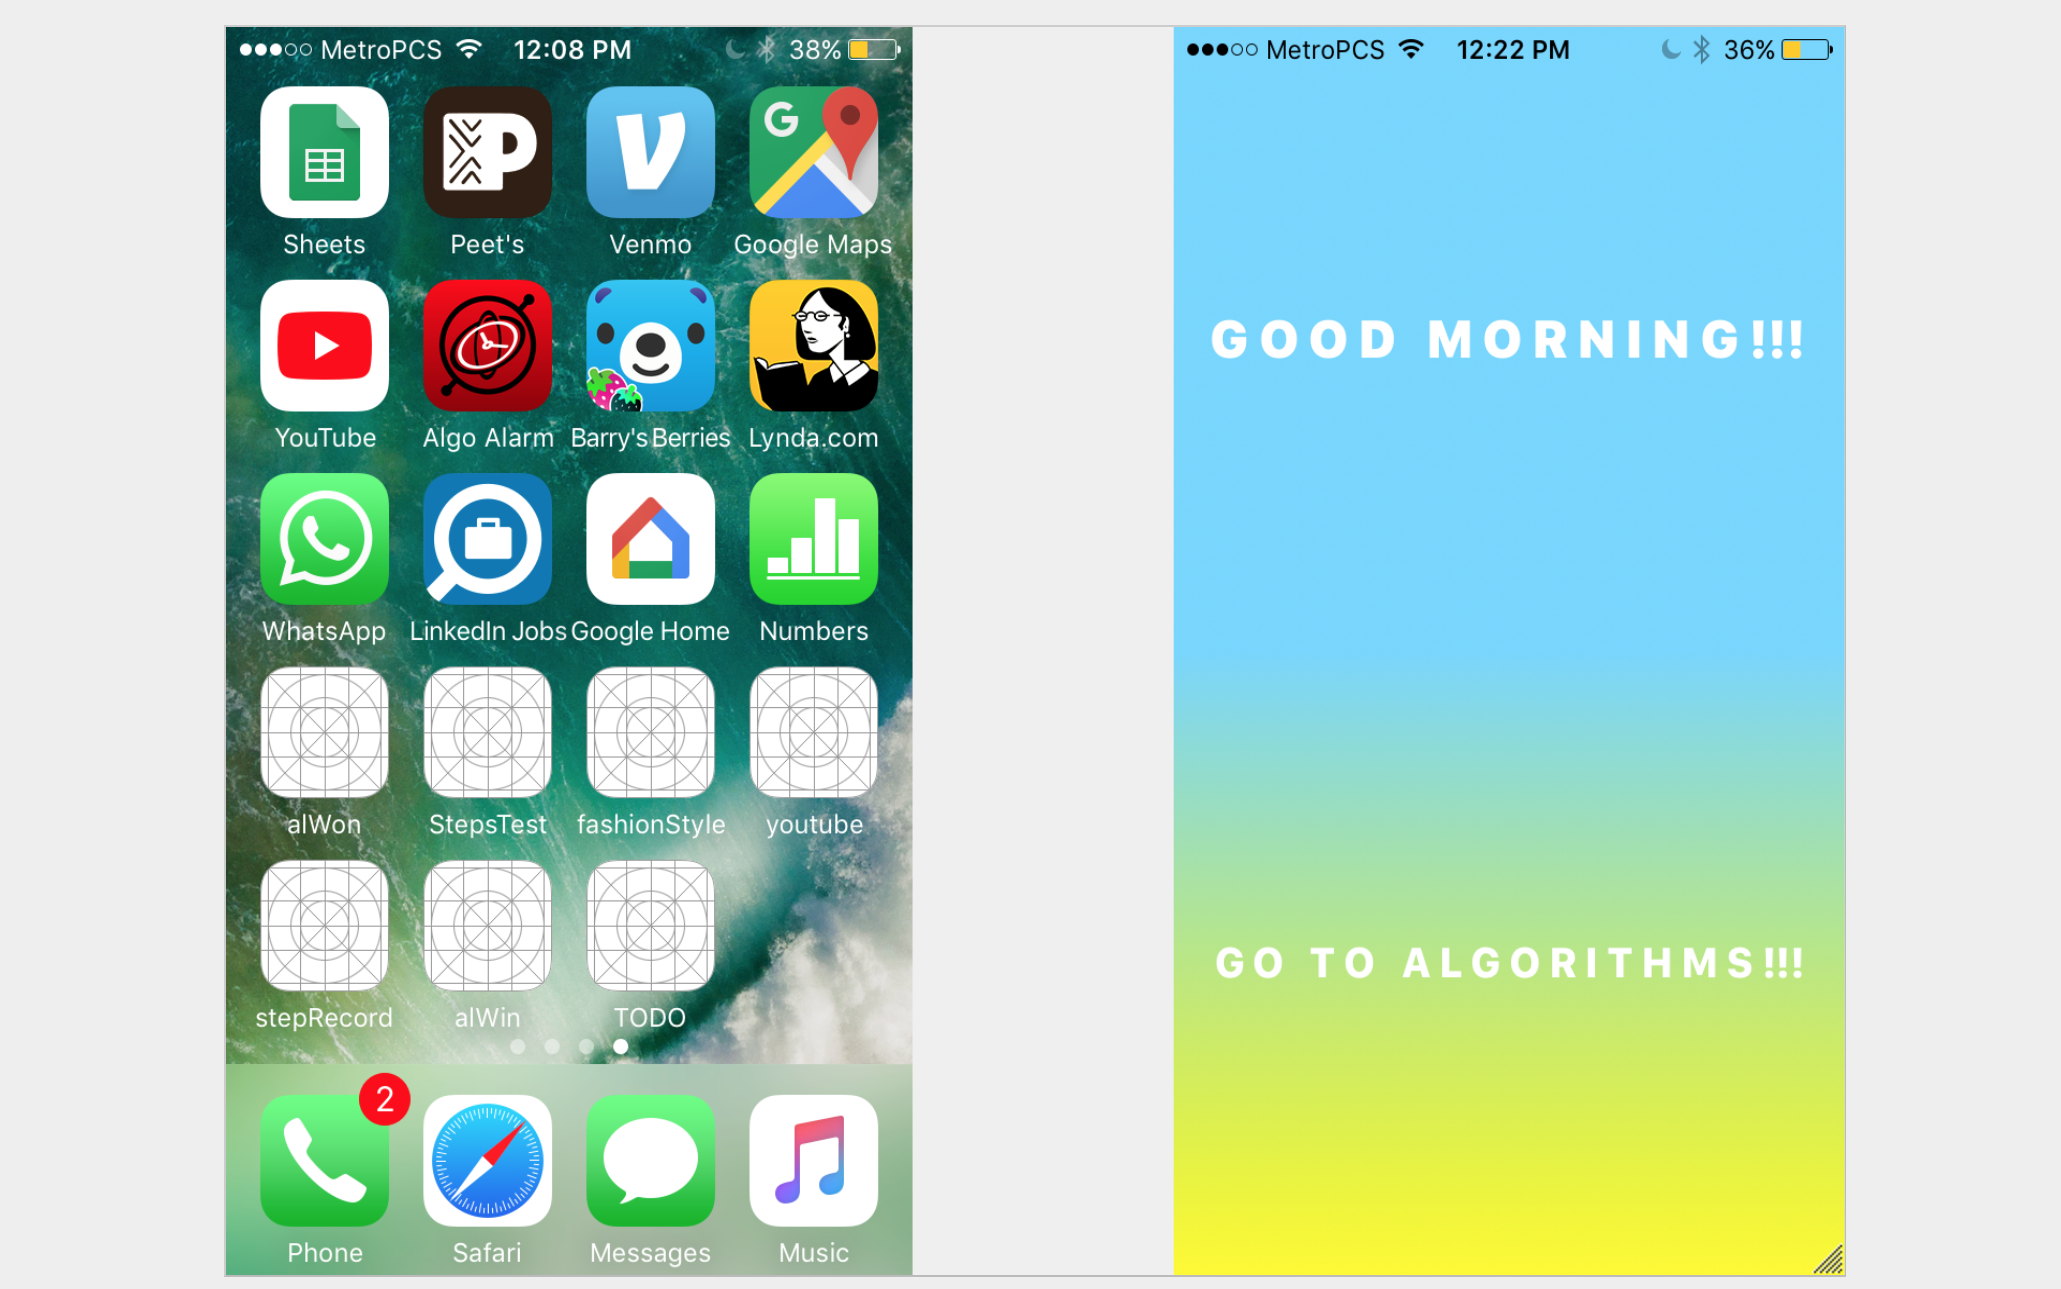 MetroPCS 12:08 PM 38%
Sheets Peet's Venmo Google Maps
YouTube Algo Alarm Barry's Berries Lynda.com
WhatsApp LinkedIn Jobs Google Home Numbers
alWon StepsTest fashionStyle youtube
stepRecord alWin TODO
2
Phone Safari Messages Music
MetroPCS 12:22 PM 36%
GOOD MORNING!!!
GO TO ALGORITHMS!!!